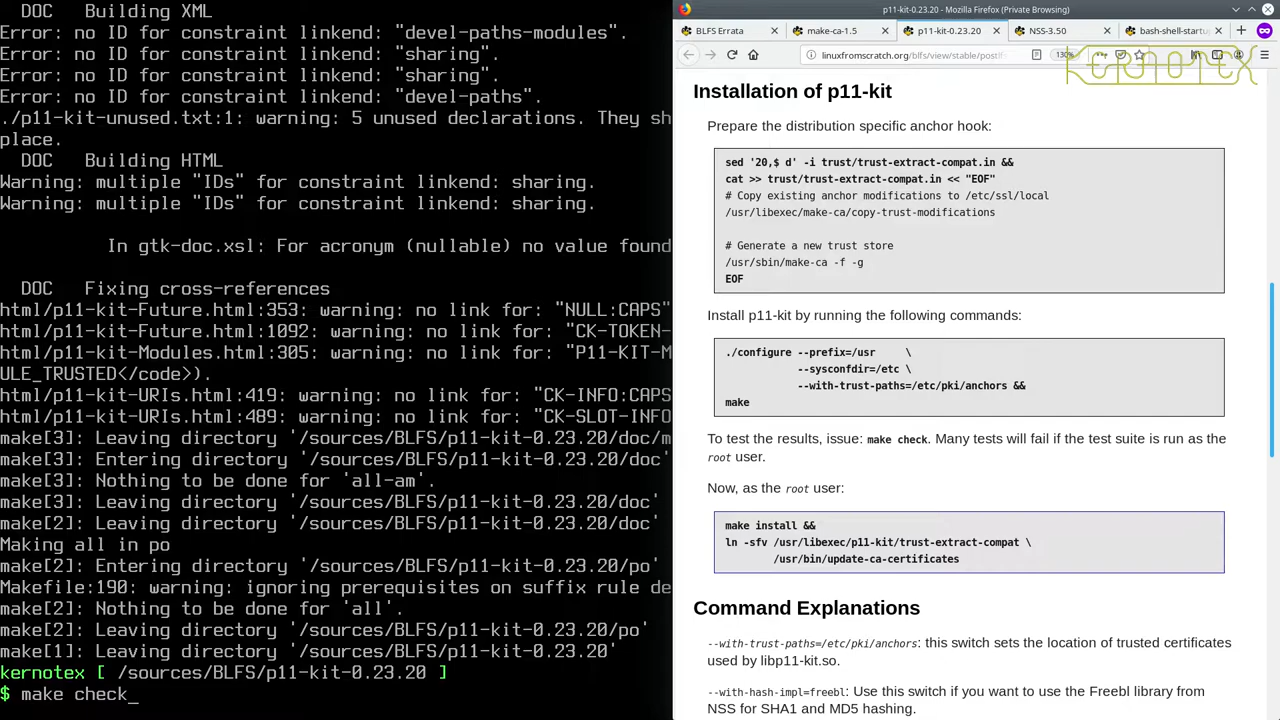 DOC   Building XML
Error: no ID for constraint linkend: "devel-paths-modules".
Error: no ID for constraint linkend: "sharing".
Error: no ID for constraint linkend: "sharing".
Error: no ID for constraint linkend: "devel-paths".
./p11-kit-unused.txt:1: warning: 5 unused declarations. They sh
place.
DOC   Building HTML
Warning: multiple "IDs" for constraint linkend: sharing.
Warning: multiple "IDs" for constraint linkend: sharing.
In gtk-doc.xsl: For acronym (nullable) no value found
DOC   Fixing cross-references
html/p11-kit-Future.html:353: warning: no link for: "NULL:CAPS"
html/p11-kit-Future.html:1092: warning: no link for: "CK-TOKEN-
html/p11-kit-Modules.html:305: warning: no link for: "P11-KIT-M
ULE_TRUSTED</code>).
html/p11-kit-URIs.html:419: warning: no link for: "CK-INFO:CAPS
html/p11-kit-URIs.html:489: warning: no link for: "CK-SLOT-INFO
make[3]: Leaving directory '/sources/BLFS/p11-kit-0.23.20/doc/m
make[3]: Entering directory '/sources/BLFS/p11-kit-0.23.20/doc'
make[3]: Nothing to be done for 'all-am'.
make[3]: Leaving directory '/sources/BLFS/p11-kit-0.23.20/doc'
make[2]: Leaving directory '/sources/BLFS/p11-kit-0.23.20/doc'
Making all in po
make[2]: Entering directory '/sources/BLFS/p11-kit-0.23.20/po'
Makefile:190: warning: ignoring prerequisites on suffix rule de
make[2]: Nothing to be done for 'all'.
make[2]: Leaving directory '/sources/BLFS/p11-kit-0.23.20/po'
make[1]: Leaving directory '/sources/BLFS/p11-kit-0.23.20'
kernotex [ /sources/BLFS/p11-kit-0.23.20 ]
$ make check_
p11-kit-0.23.20 - Mozilla Firefox (Private Browsing)
BLFS Errata
make-ca-1.5
p11-kit-0.23.20
NSS-3.50
bash-shell-startu
linuxfromscratch.org/blfs/view/stable/postlf
130%
KERNOTEX
Installation of p11-kit
Prepare the distribution specific anchor hook:
sed '20,$ d' -i trust/trust-extract-compat.in &&
cat >> trust/trust-extract-compat.in << "EOF"
# Copy existing anchor modifications to /etc/ssl/local
/usr/libexec/make-ca/copy-trust-modifications
# Generate a new trust store
/usr/sbin/make-ca -f -g
EOF
Install p11-kit by running the following commands:
./configure --prefix=/usr     \
--sysconfdir=/etc \
--with-trust-paths=/etc/pki/anchors &&
make
To test the results, issue: make check. Many tests will fail if the test suite is run as the
root user.
Now, as the root user:
make install &&
ln -sfv /usr/libexec/p11-kit/trust-extract-compat \
/usr/bin/update-ca-certificates
Command Explanations
--with-trust-paths=/etc/pki/anchors: this switch sets the location of trusted certificates
used by libp11-kit.so.
--with-hash-impl=freebl: Use this switch if you want to use the Freebl library from
NSS for SHA1 and MD5 hashing.